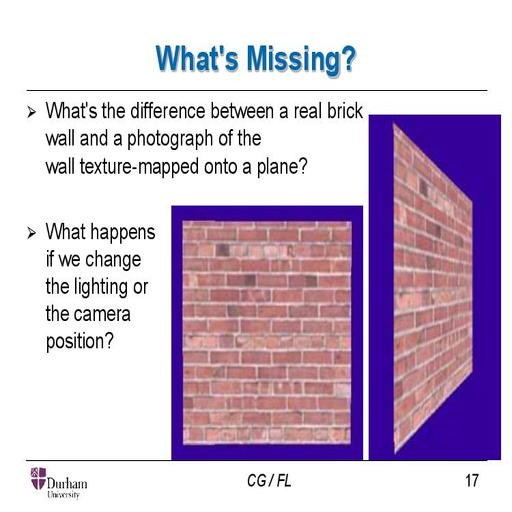 What's Missing?
➢ What's the difference between a real brick
wall and a photograph of the
wall texture-mapped onto a plane?
➢ What happens
if we change
the lighting or
the camera
position?
Durham
University
CG / FL
17